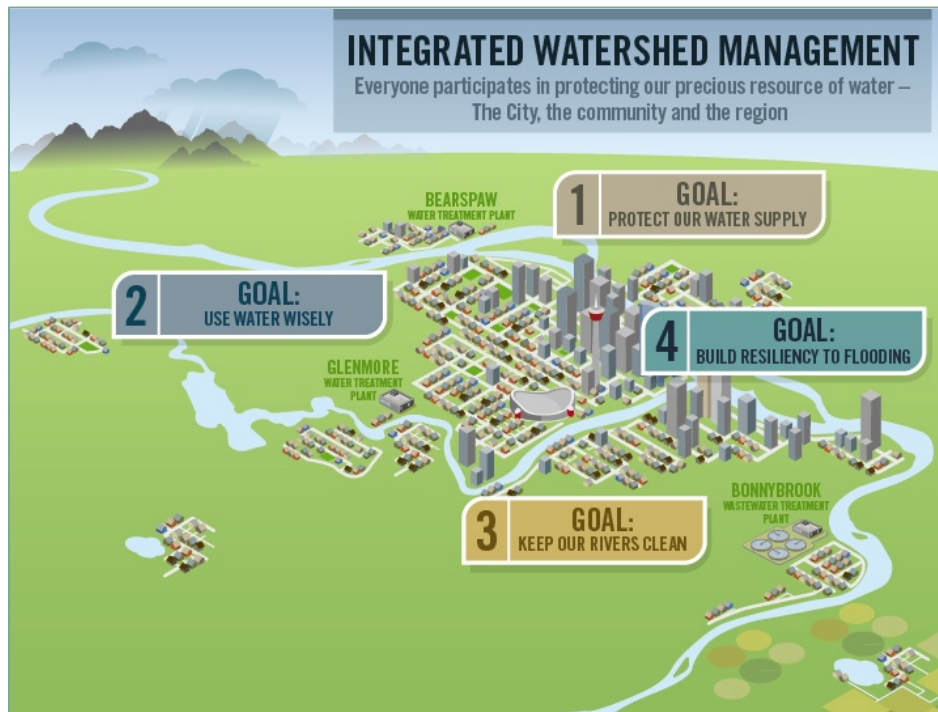 INTEGRATED WATERSHED MANAGEMENT
Everyone participates in protecting our precious resource of water –
The City, the community and the region
BEARSPAW
WATER TREATMENT PLANT
1
GOAL:
PROTECT OUR WATER SUPPLY
2
GOAL:
USE WATER WISELY
4
GOAL:
BUILD RESILIENCY TO FLOODING
GLENMORE
WATER TREATMENT
PLANT
3
GOAL:
KEEP OUR RIVERS CLEAN
BONNYBROOK
WASTEWATER TREATMENT
PLANT